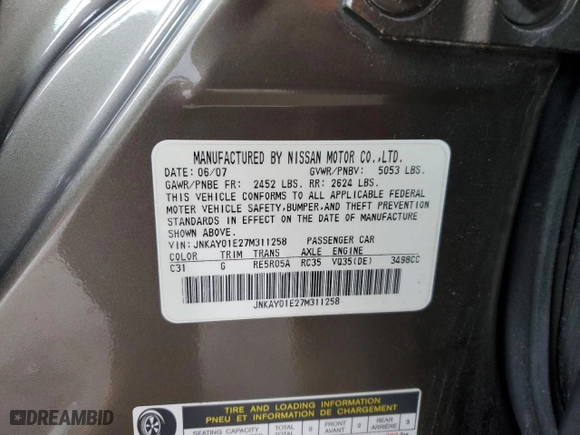 MANUFACTURED BY NISSAN MOTOR CO.,LTD.
DATE: 06/07 GVWR/PNBV: 5053 LBS.
GAWR/PNBE FR: 2452 LBS. RR: 2624 LBS.
THIS VEHICLE CONFORMS TO ALL APPLICABLE FEDERAL
MOTOR VEHICLE SAFETY,BUMPER,AND THEFT PREVENTION
STANDARDS IN EFFECT ON THE DATE OF MANUFACTURE
SHOWN ABOVE.
VIN: JNKAY01E27M311258 PASSENGER CAR
COLOR TRIM TRANS AXLE ENGINE
C31 G RE5R05A RC35 VQ35(DE) 3498CC
JNKAY01E27M311258
TIRE AND LOADING INFORMATION
PNEU ET INFORMATION DE CHARGEMENT
SEATING CAPACITY TOTAL FRONT REAR
TOTAL AVANT ARRIÈRE
DREAMBID